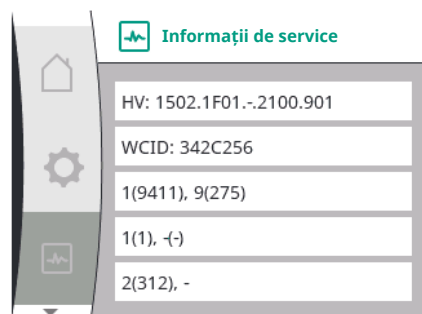 Informații de service
HV: 1502.1F01.-.2100.901
WCID: 342C256
1(9411), 9(275)
1(1), -(-)
2(312), -